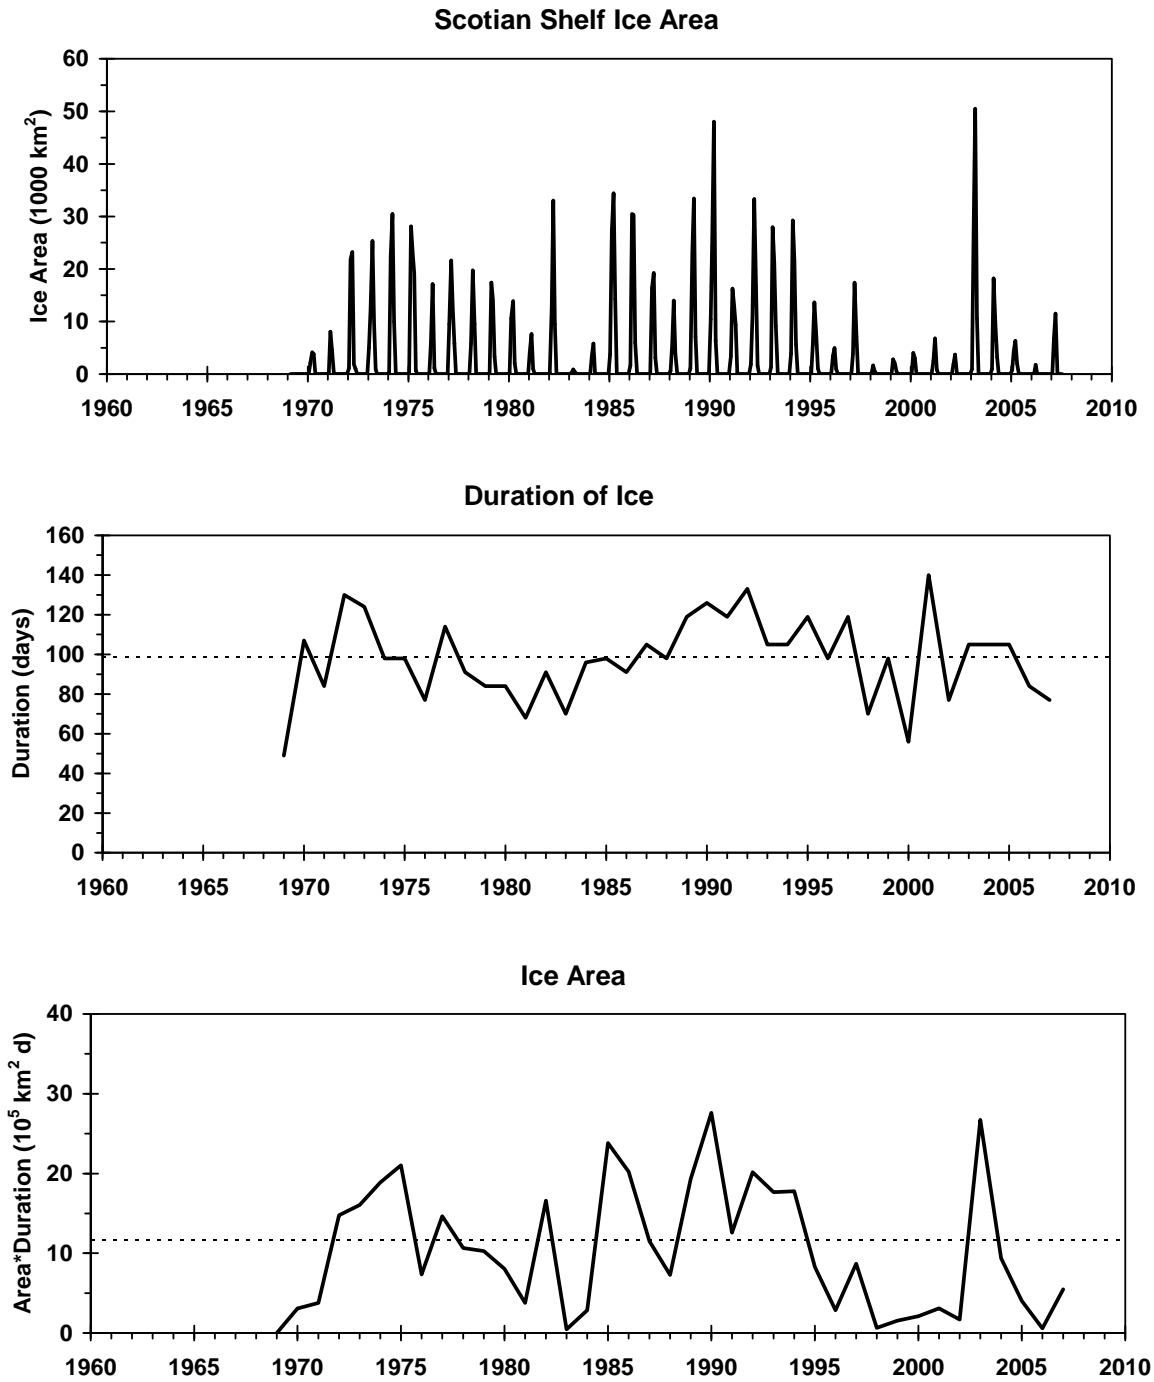 Scotian Shelf Ice Area
Ice Area (1000 km²)
60
50
40
30
20
10
0
1960 1965 1970 1975 1980 1985 1990 1995 2000 2005 2010
Duration of Ice
Duration (days)
160
140
120
100
80
60
40
20
0
1960 1965 1970 1975 1980 1985 1990 1995 2000 2005 2010
Ice Area
Area*Duration (10⁵ km² d)
40
30
20
10
0
1960 1965 1970 1975 1980 1985 1990 1995 2000 2005 2010